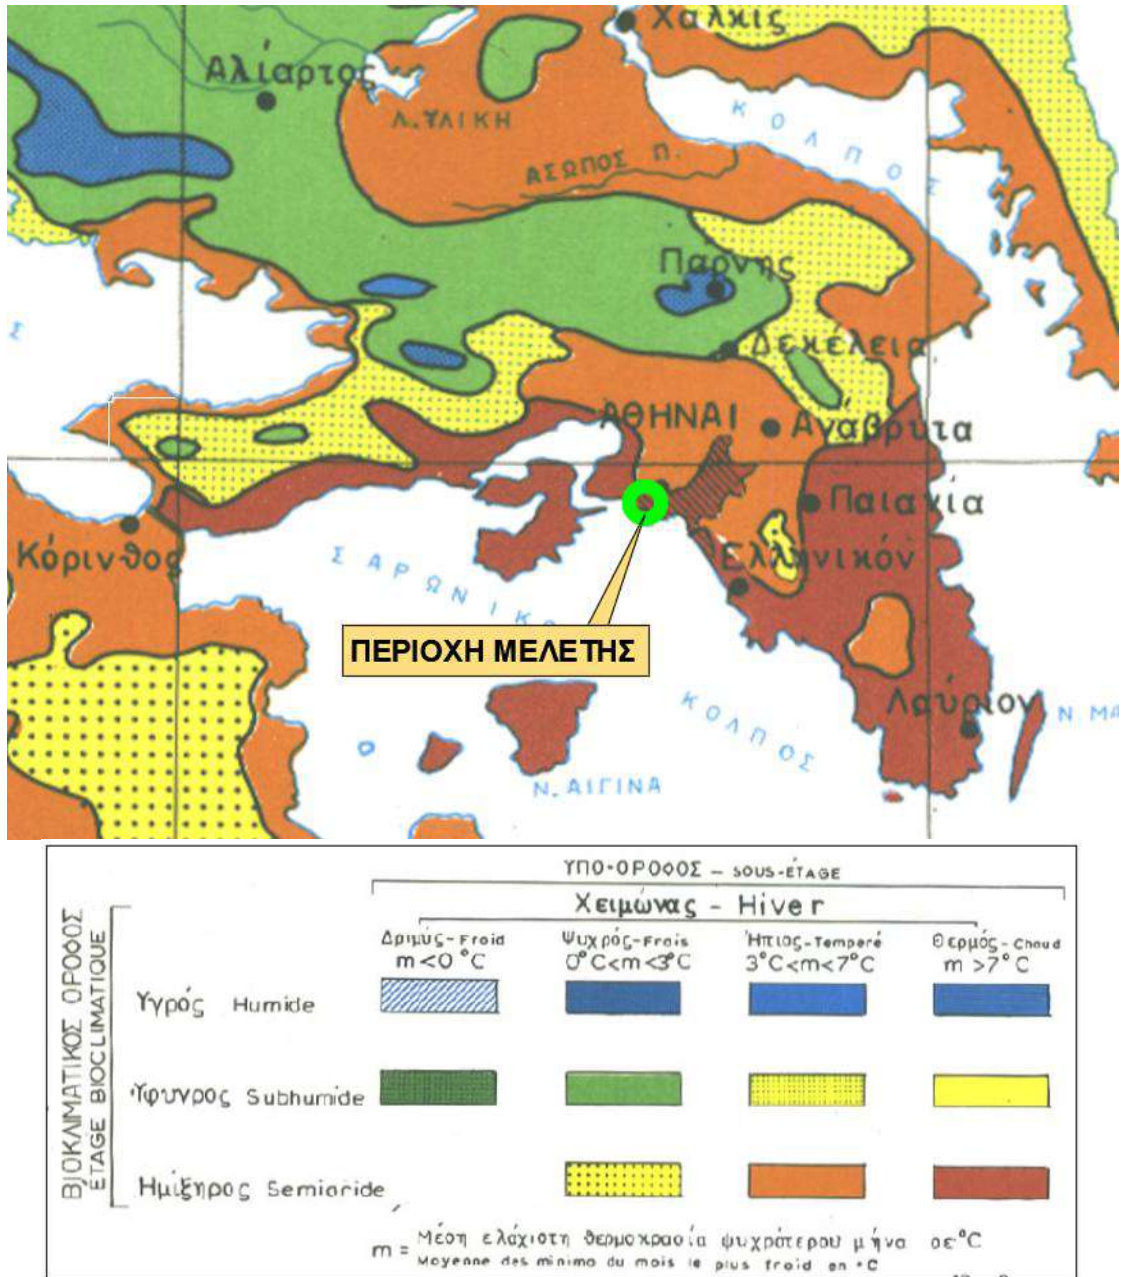 Χαλκις
Αλίαρτος
Λ.ΥΛΙΚΗ
ΚΟΛΠΟΣ
ΑΣΩΠΟΣ Π.
Πάρνης
Σ
Δεκέλεια
ΑΘΗΝΑΙ
Ανάβρυτα
Παιανία
Κόρινθος
Ελληνικόν
ΣΑΡΩΝΙΚΟ
ΠΕΡΙΟΧΗ ΜΕΛΕΤΗΣ
ΚΟΛΠΟΣ
Λαύριον
Ν. ΜΑ
Ν. ΑΙΓΙΝΑ
ΥΠΟ-ΟΡΟΦΟΣ – SOUS-ÉTAGE
Χειμώνας - Hiver
Δριμύς-Froid
m<0°C
Ψυχρός-Frais
0°C<m<3°C
Ήπιος-Temperé
3°C<m<7°C
Θερμός-Chaud
m >7°C
ΒΙΟΚΛΙΜΑΤΙΚΟΣ ΟΡΟΦΟΣ
ÉTAGE BIOCLIMATIQUE
Υγρός Humide
Ύφυγρος Subhumide
Ημίξηρος Semiaride
m = Μέση ελάχιστη θερμοκρασία ψυχρότερου μήνα σε °C
Moyenne des minima du mois le plus froid en °C